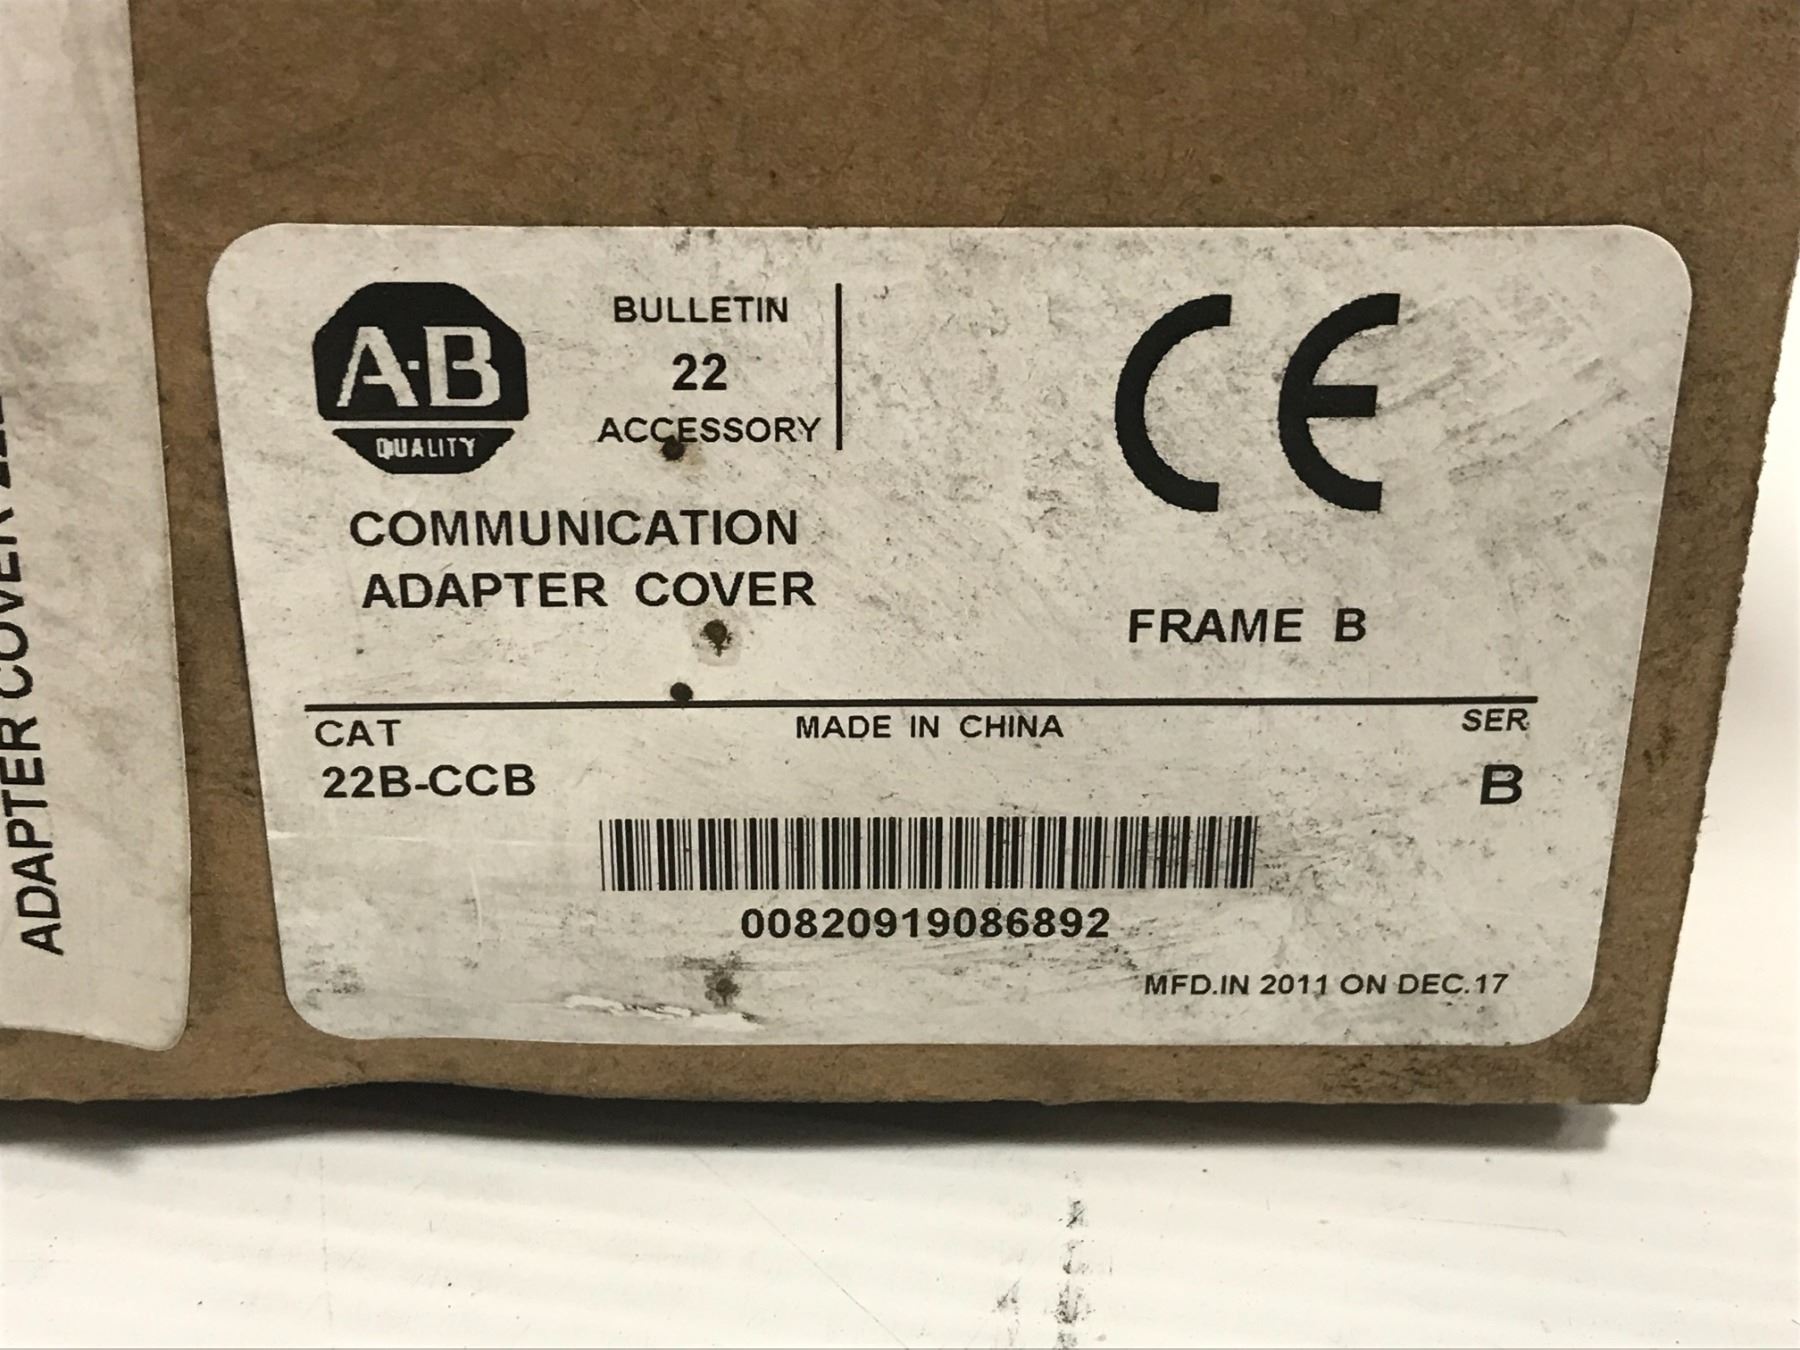 A·B
QUALITY
BULLETIN
22
ACCESSORY
CE
COMMUNICATION
ADAPTER COVER
FRAME B
CAT
MADE IN CHINA
SER
22B-CCB
B
00820919086892
MFD.IN 2011 ON DEC.17
ADAPTER COVER